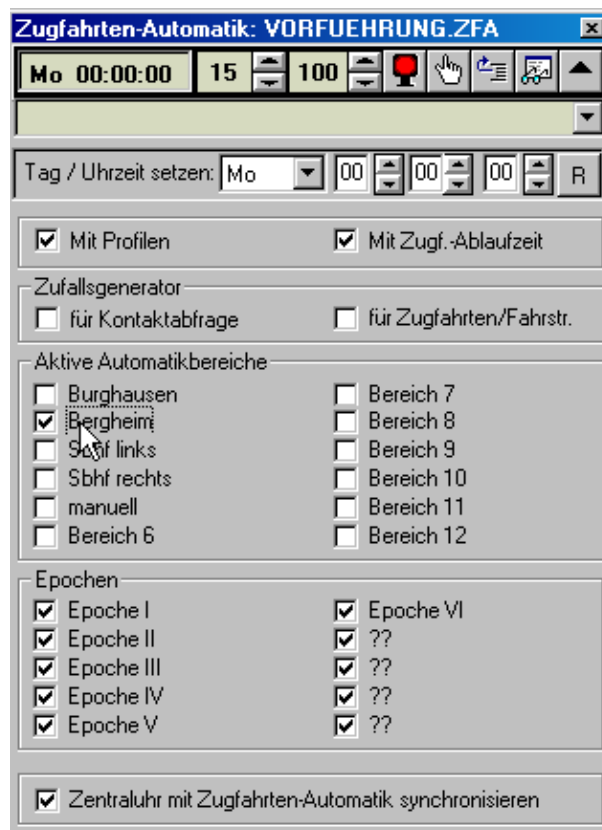 Zugfahrten-Automatik: VORFUEHRUNG.ZFA
Mo 00:00:00 15 100
Tag / Uhrzeit setzen: Mo 00 00 00 R
Mit Profilen Mit Zugf.-Ablaufzeit
Zufallsgenerator
für Kontaktabfrage für Zugfahrten/Fahrstr.
Aktive Automatikbereiche
Burghausen Bereich 7
Bergheim Bereich 8
Sbhf links Bereich 9
Sbhf rechts Bereich 10
manuell Bereich 11
Bereich 6 Bereich 12
Epochen
Epoche I Epoche VI
Epoche II ??
Epoche III ??
Epoche IV ??
Epoche V ??
Zentraluhr mit Zugfahrten-Automatik synchronisieren